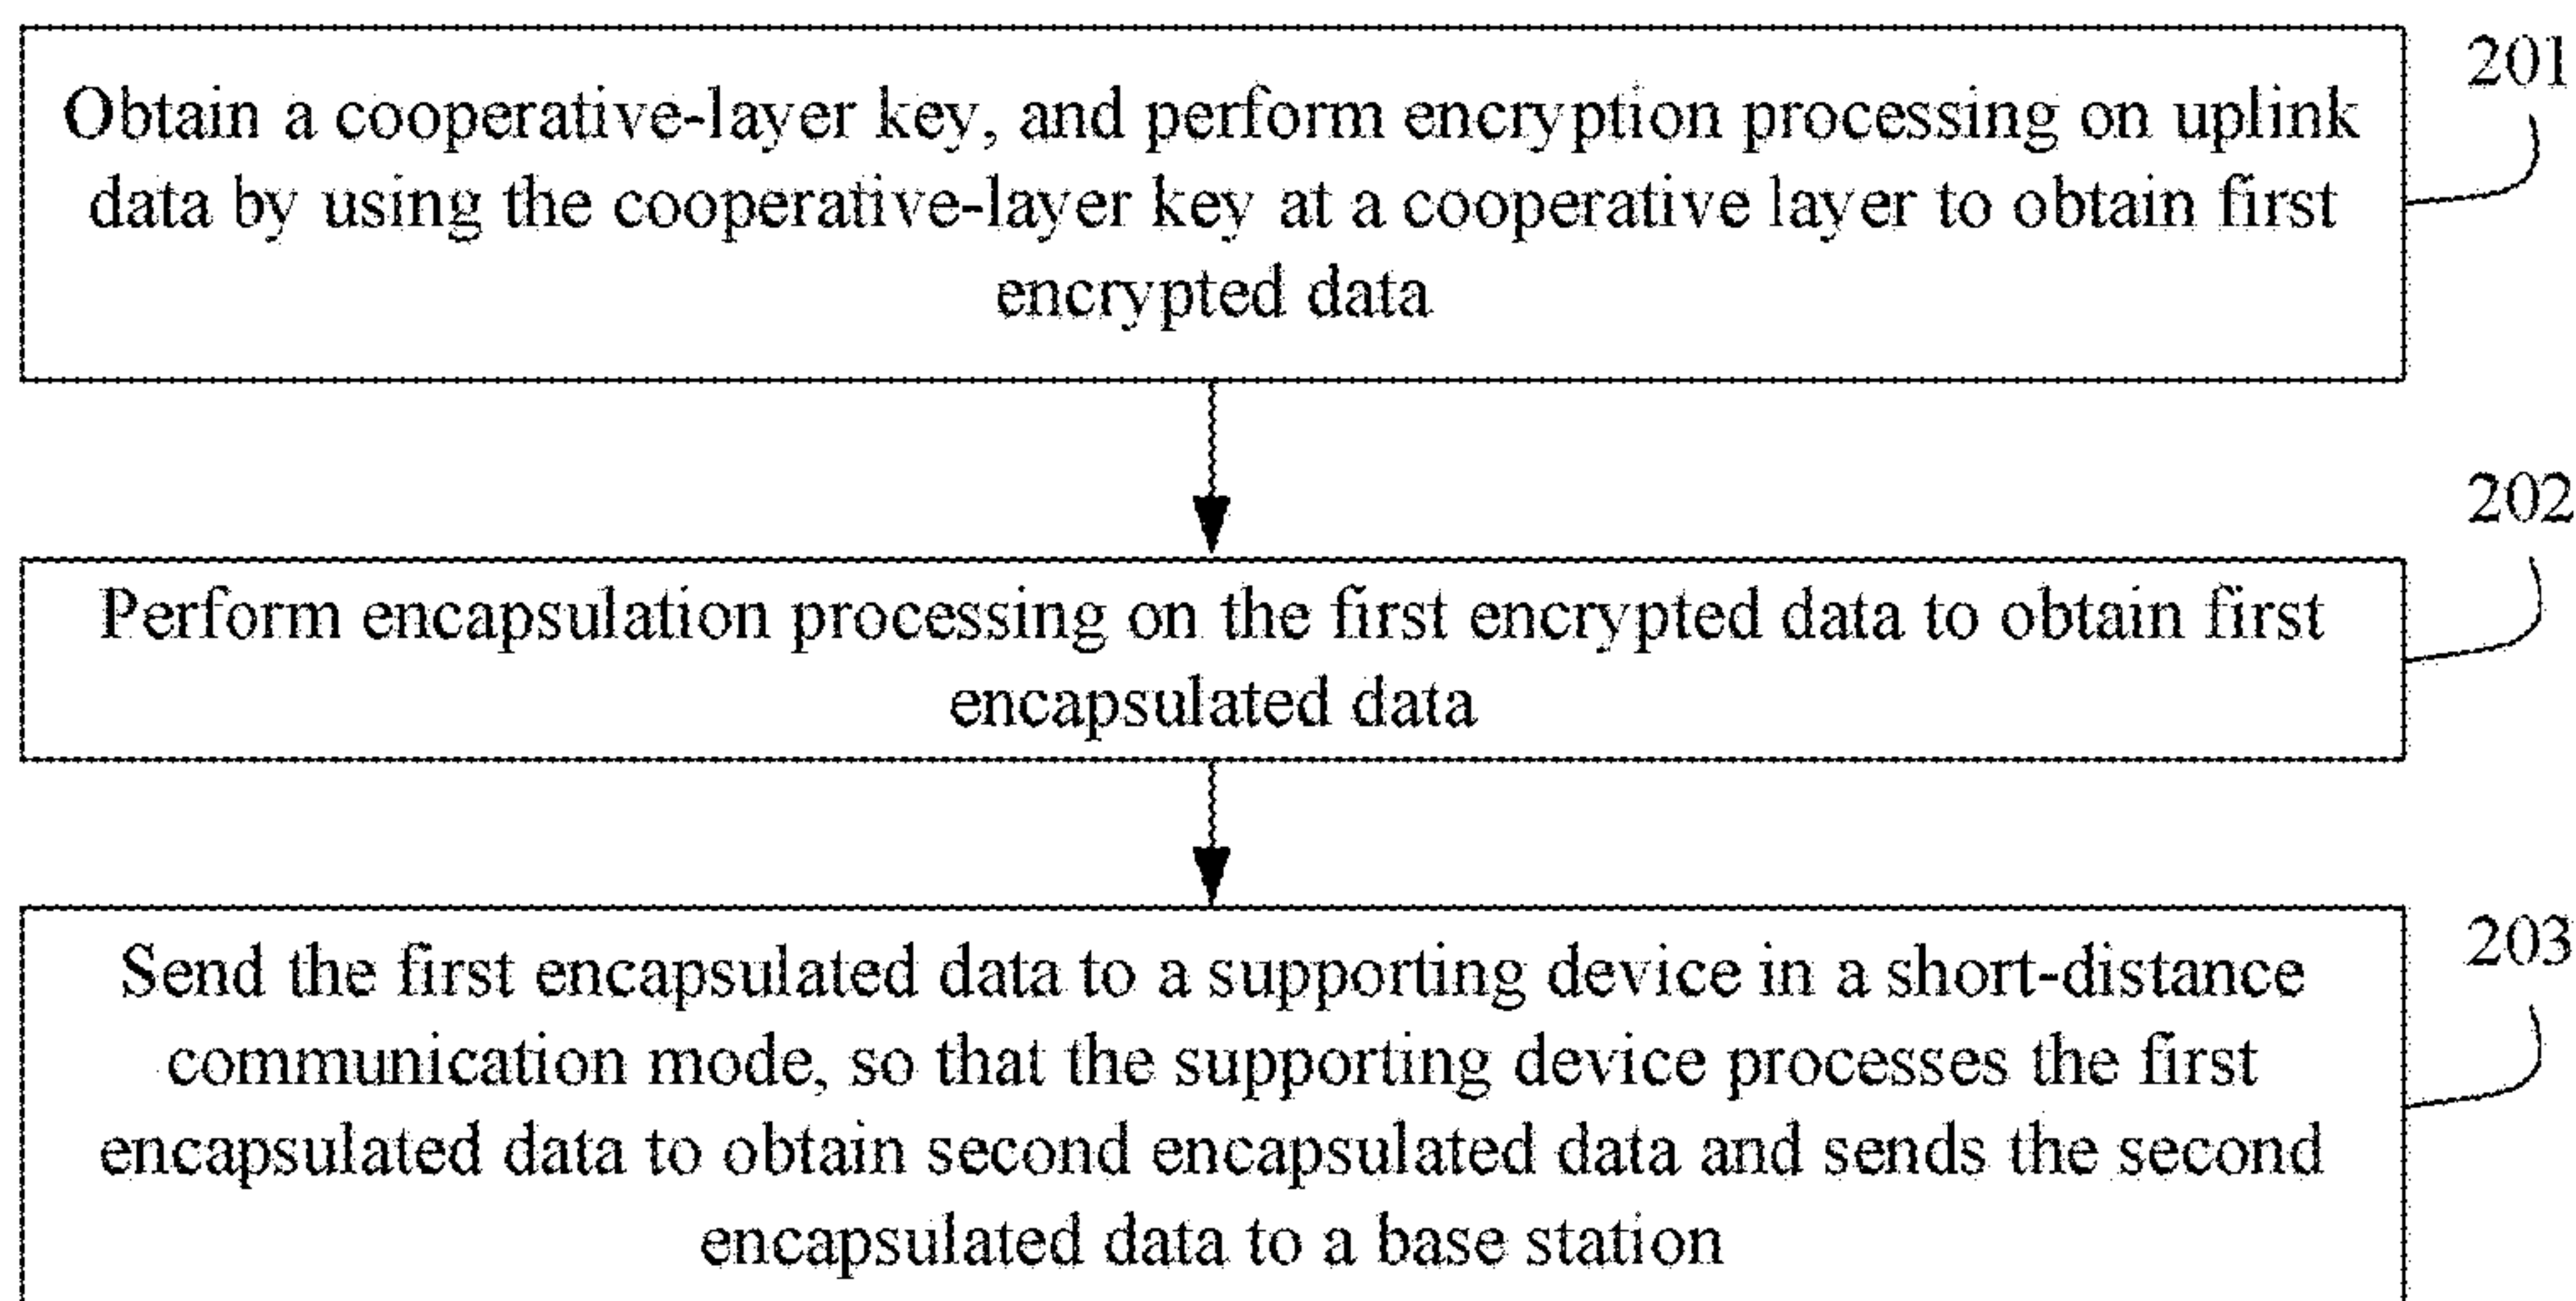 201
Obtain a cooperative-layer key, and perform encryption processing on uplink
data by using the cooperative-layer key at a cooperative layer to obtain first
encrypted data
202
Perform encapsulation processing on the first encrypted data to obtain first
encapsulated data
203
Send the first encapsulated data to a supporting device in a short-distance
communication mode, so that the supporting device processes the first
encapsulated data to obtain second encapsulated data and sends the second
encapsulated data to a base station